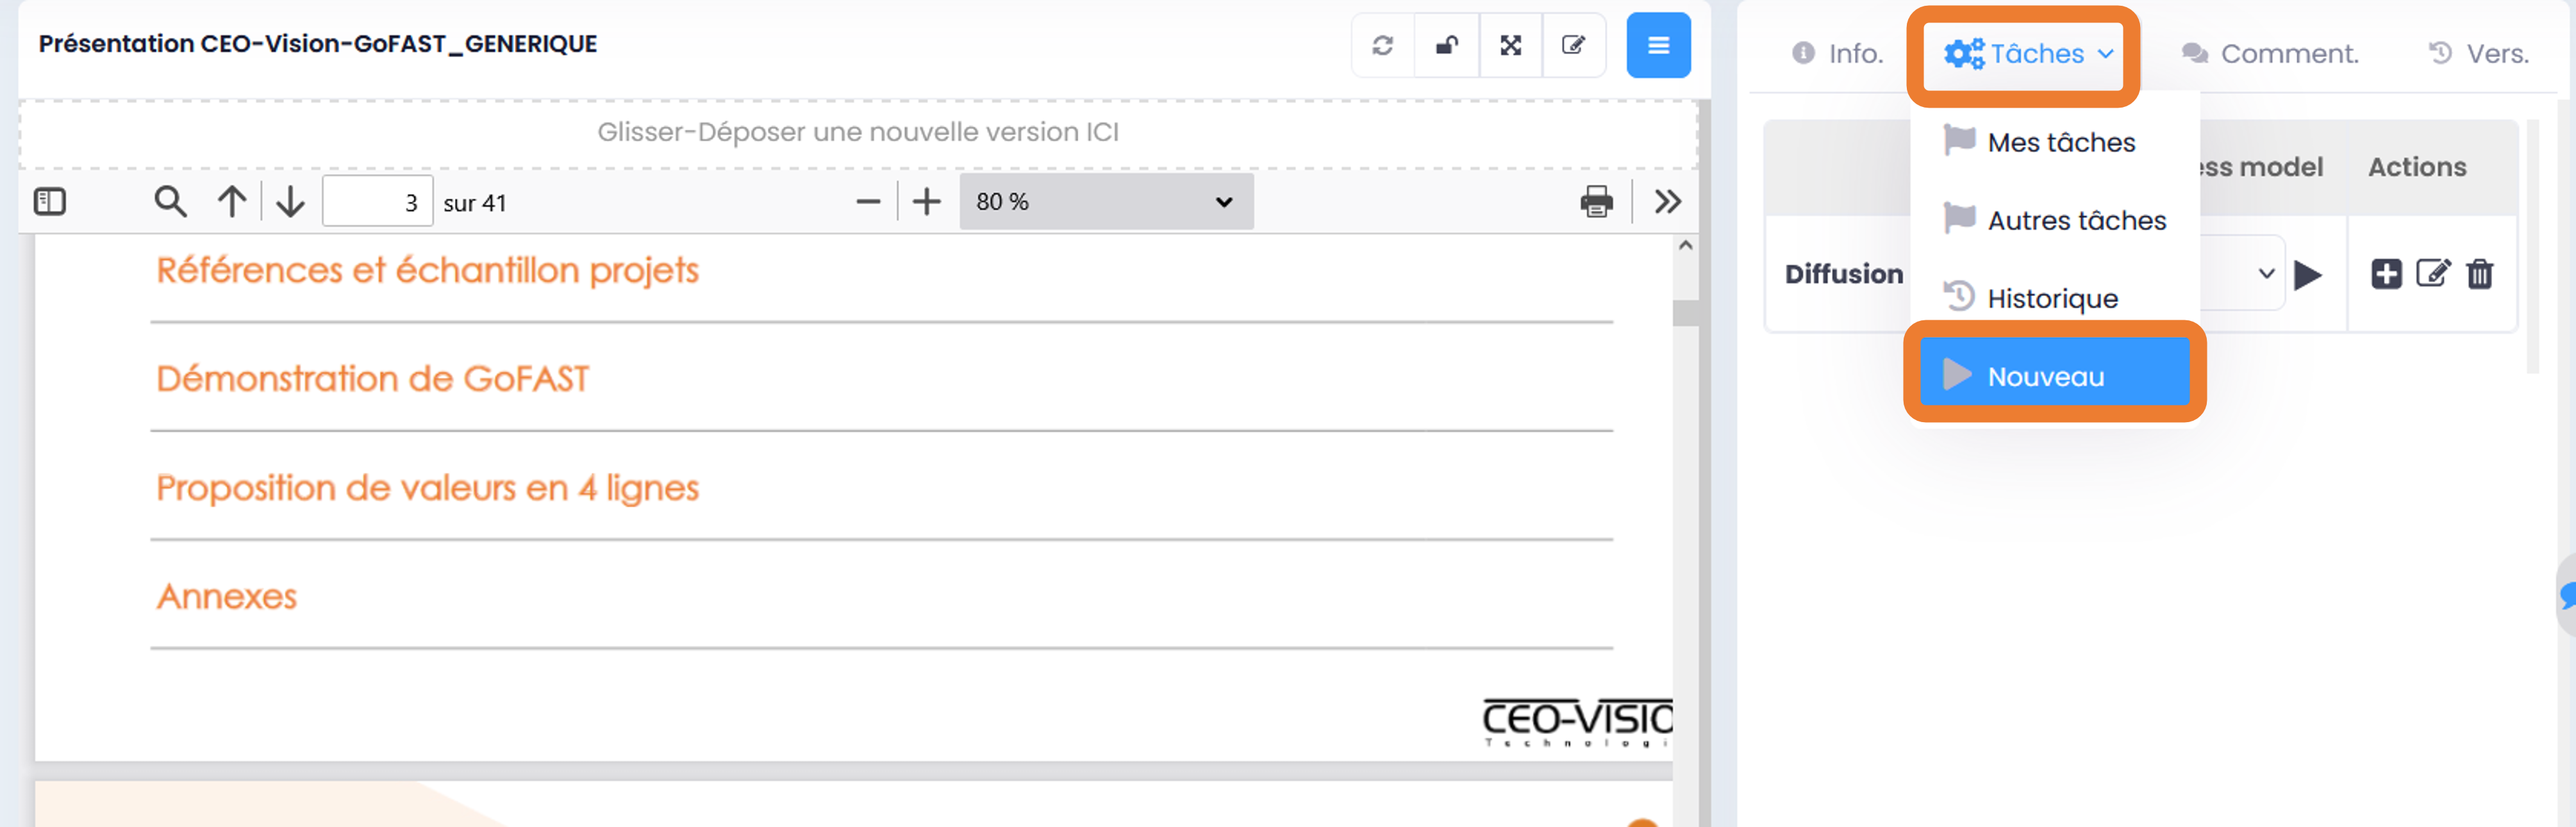 Présentation CEO-Vision-GoFAST_GENERIQUE
Glisser-Déposer une nouvelle version ICI
3 sur 41
80 %
Références et échantillon projets
Démonstration de GoFAST
Proposition de valeurs en 4 lignes
Annexes
CEO-VISIO
Technologi
Info. Tâches Comment. Vers.
Mes tâches
Autres tâches
Historique
Nouveau
ess model Actions
Diffusion